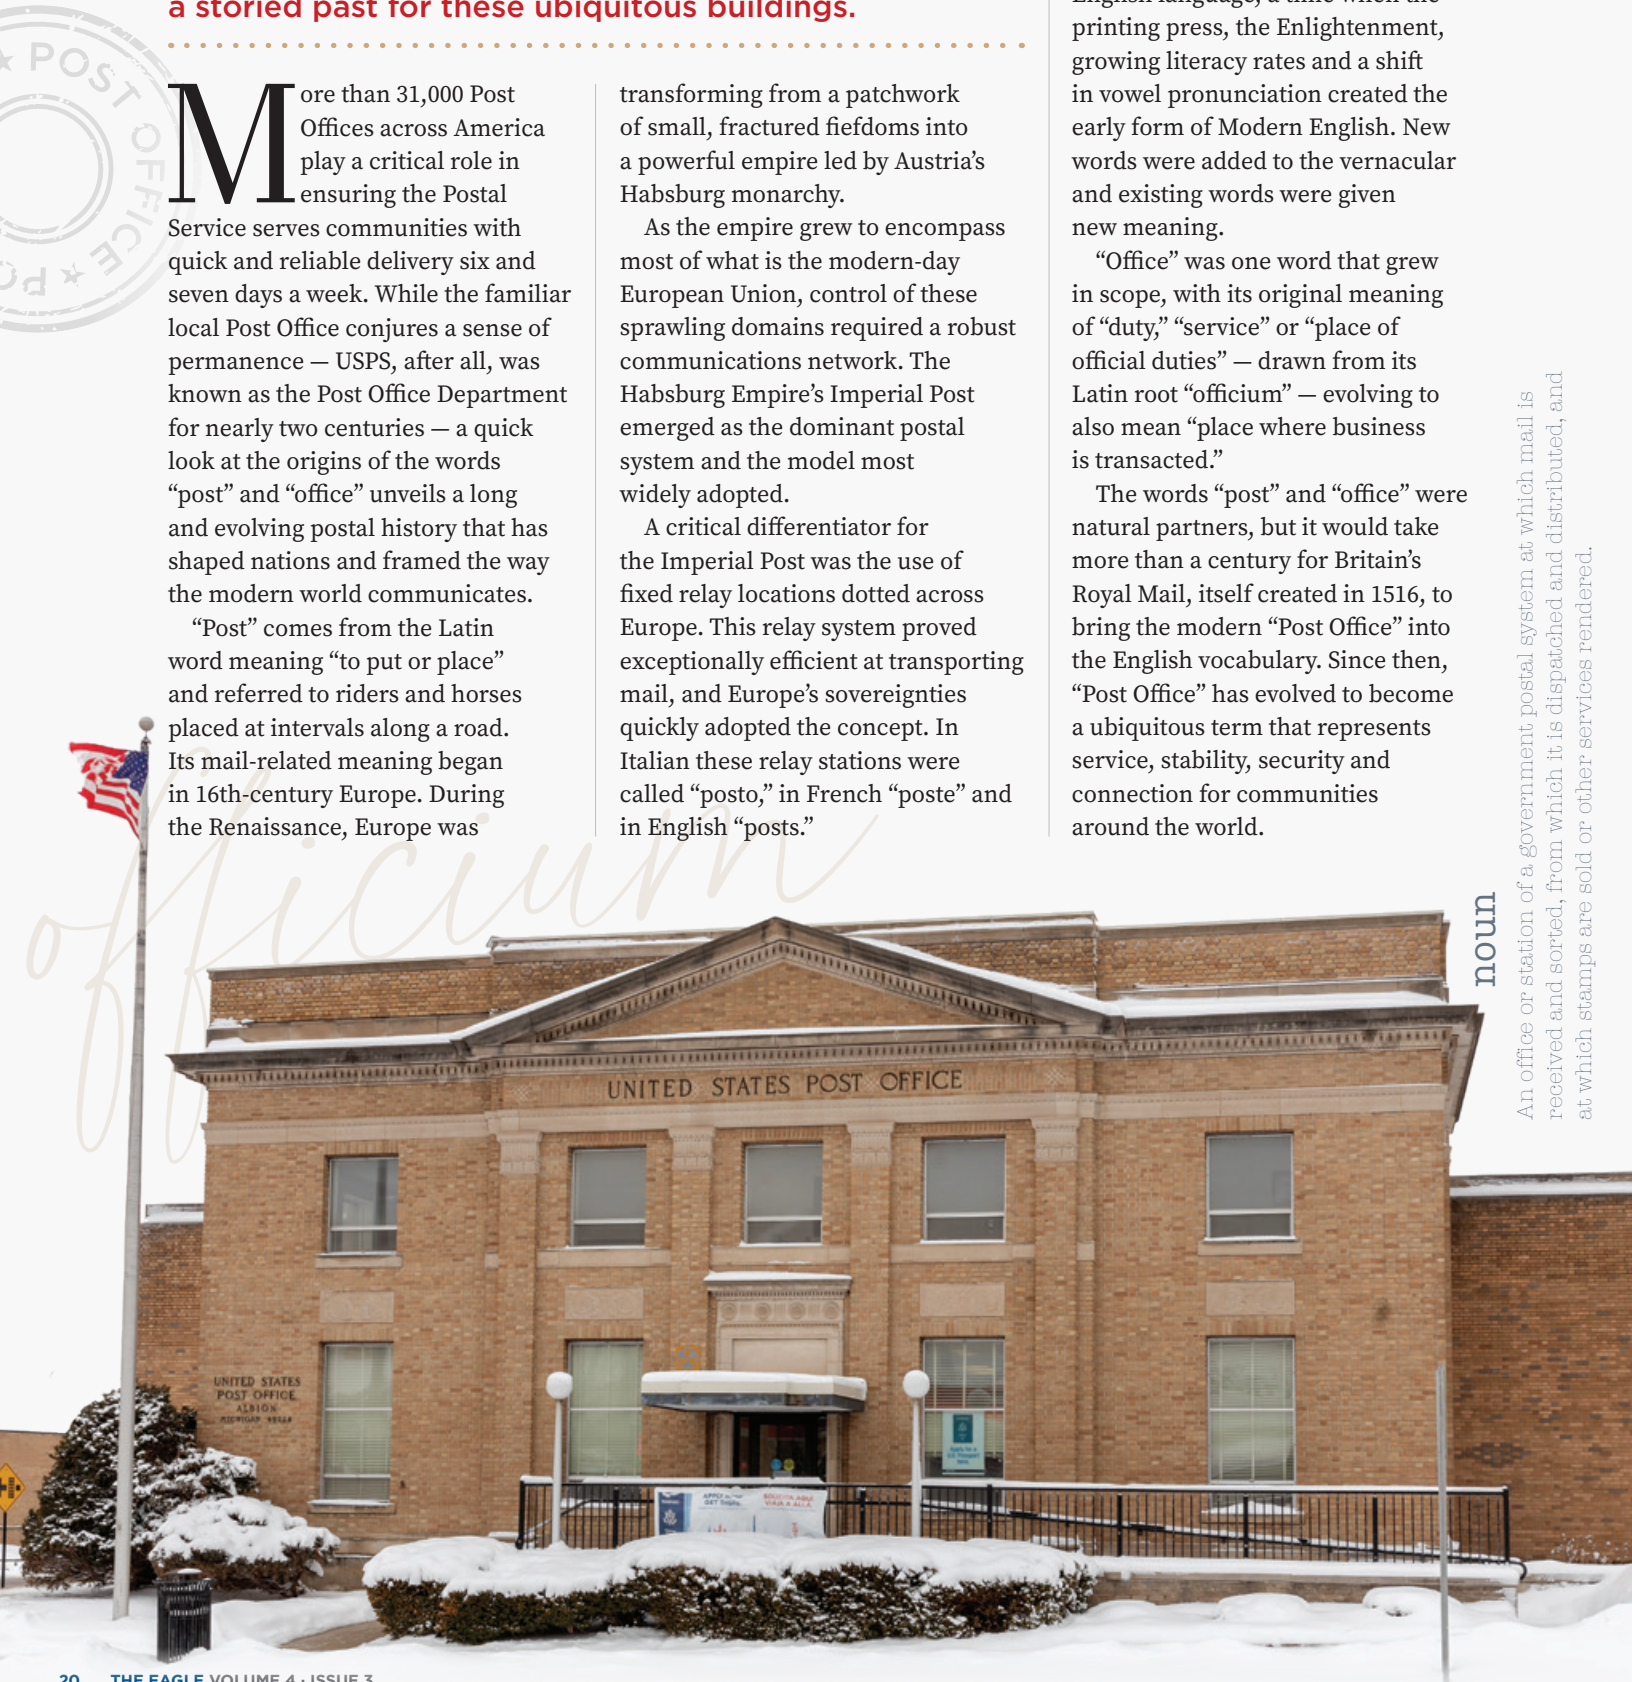 a storied past for these ubiquitous buildings.
POST OFFICE
More than 31,000 Post
Offices across America
play a critical role in
ensuring the Postal
Service serves communities with
quick and reliable delivery six and
seven days a week. While the familiar
local Post Office conjures a sense of
permanence — USPS, after all, was
known as the Post Office Department
for nearly two centuries — a quick
look at the origins of the words
“post” and “office” unveils a long
and evolving postal history that has
shaped nations and framed the way
the modern world communicates.
“Post” comes from the Latin
word meaning “to put or place”
and referred to riders and horses
placed at intervals along a road.
Its mail-related meaning began
in 16th-century Europe. During
the Renaissance, Europe was
transforming from a patchwork
of small, fractured fiefdoms into
a powerful empire led by Austria’s
Habsburg monarchy.
As the empire grew to encompass
most of what is the modern-day
European Union, control of these
sprawling domains required a robust
communications network. The
Habsburg Empire’s Imperial Post
emerged as the dominant postal
system and the model most
widely adopted.
A critical differentiator for
the Imperial Post was the use of
fixed relay locations dotted across
Europe. This relay system proved
exceptionally efficient at transporting
mail, and Europe’s sovereignties
quickly adopted the concept. In
Italian these relay stations were
called “posto,” in French “poste” and
in English “posts.”
English language, a time when the
printing press, the Enlightenment,
growing literacy rates and a shift
in vowel pronunciation created the
early form of Modern English. New
words were added to the vernacular
and existing words were given
new meaning.
“Office” was one word that grew
in scope, with its original meaning
of “duty,” “service” or “place of
official duties” — drawn from its
Latin root “officium” — evolving to
also mean “place where business
is transacted.”
The words “post” and “office” were
natural partners, but it would take
more than a century for Britain’s
Royal Mail, itself created in 1516, to
bring the modern “Post Office” into
the English vocabulary. Since then,
“Post Office” has evolved to become
a ubiquitous term that represents
service, stability, security and
connection for communities
around the world.
noun
An office or station of a government postal system at which mail is
received and sorted, from which it is dispatched and distributed, and
at which stamps are sold or other services rendered.
officium
UNITED STATES POST OFFICE
UNITED STATES
POST OFFICE
ALBION
MICHIGAN 49224
20 THE EAGLE VOLUME 4 · ISSUE 3